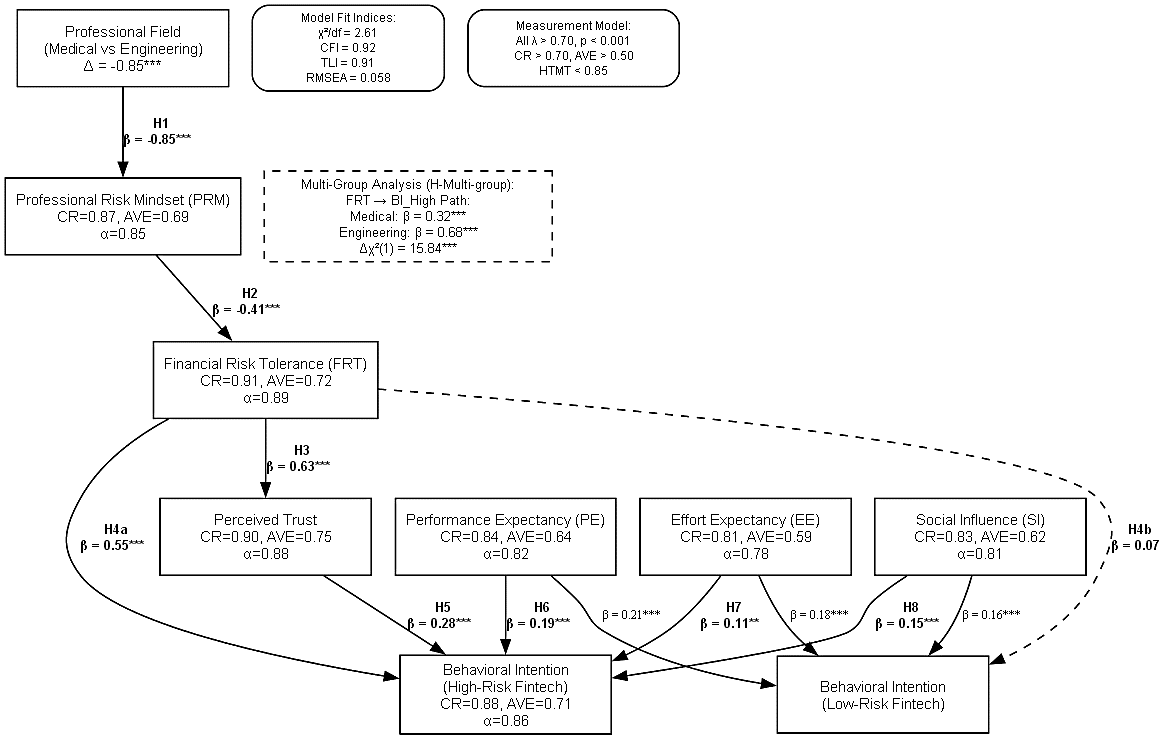 Professional Field
(Medical vs Engineering)
Δ = -0.85***
Model Fit Indices:
χ²/df = 2.61
CFI = 0.92
TLI = 0.91
RMSEA = 0.058
Measurement Model:
All λ > 0.70, p < 0.001
CR > 0.70, AVE > 0.50
HTMT < 0.85
H1
β = -0.85***
Professional Risk Mindset (PRM)
CR=0.87, AVE=0.69
α=0.85
Multi-Group Analysis (H-Multi-group):
FRT → BI_High Path:
Medical: β = 0.32***
Engineering: β = 0.68***
Δχ²(1) = 15.84***
H2
β = -0.41***
Financial Risk Tolerance (FRT)
CR=0.91, AVE=0.72
α=0.89
H3
β = 0.63***
H4a
β = 0.55***
H4b
β = 0.07
Perceived Trust
CR=0.90, AVE=0.75
α=0.88
Performance Expectancy (PE)
CR=0.84, AVE=0.64
α=0.82
Effort Expectancy (EE)
CR=0.81, AVE=0.59
α=0.78
Social Influence (SI)
CR=0.83, AVE=0.62
α=0.81
H5
β = 0.28***
H6
β = 0.19***
β = 0.21***
H7
β = 0.11**
β = 0.18***
H8
β = 0.15***
β = 0.16***
Behavioral Intention
(High-Risk Fintech)
CR=0.88, AVE=0.71
α=0.86
Behavioral Intention
(Low-Risk Fintech)